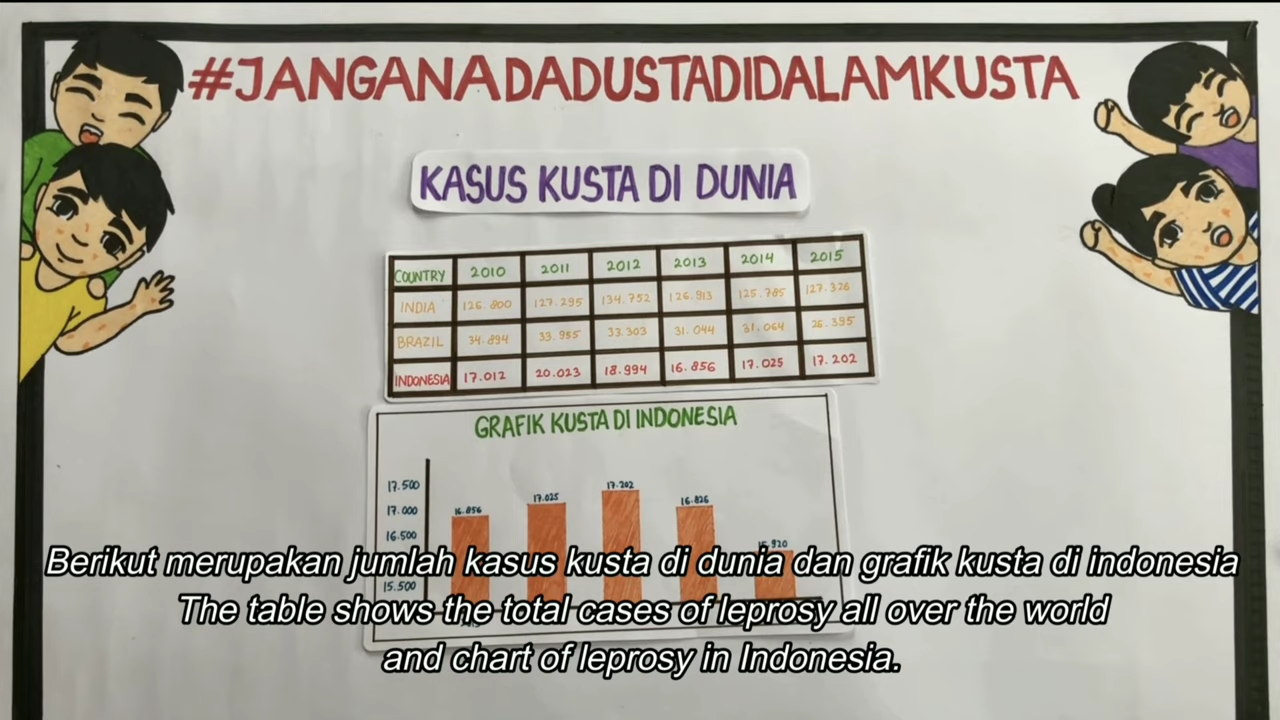 #JANGANADADUSTADIDALAMKUSTA
KASUS KUSTA DI DUNIA
COUNTRY 2010 2011 2012 2013 2014 2015
INDIA 126.800 127.295 134.752 126.913 125.785 127.326
BRAZIL 34.894 33.955 33.303 31.044 31.064 26.395
INDONESIA 17.012 20.023 18.994 16.856 17.025 17.202
GRAFIK KUSTA DI INDONESIA
17.500
17.000
16.500
15.500
16.856 17.025 17.202 16.826
Berikut merupakan jumlah kasus kusta di dunia dan grafik kusta di indonesia
The table shows the total cases of leprosy all over the world
and chart of leprosy in Indonesia.